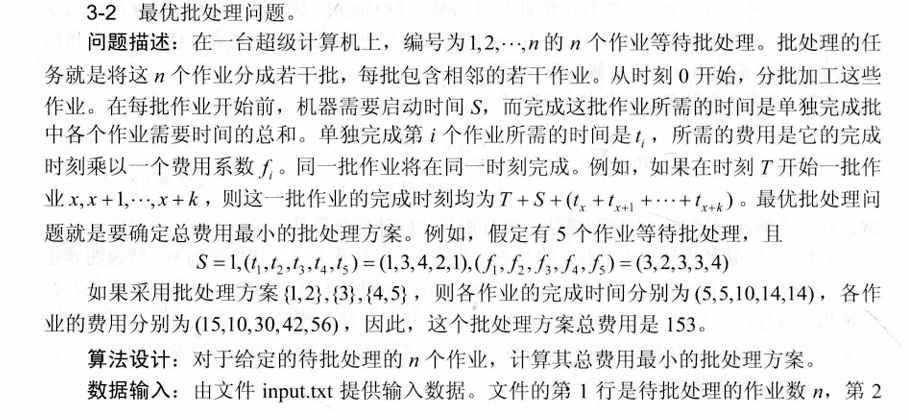 3-2 最优批处理问题。
问题描述：在一台超级计算机上，编号为1,2,⋯,n 的 n 个作业等待批处理。批处理的任
务就是将这 n 个作业分成若干批，每批包含相邻的若干作业。从时刻 0 开始，分批加工这些
作业。在每批作业开始前，机器需要启动时间 S，而完成这批作业所需的时间是单独完成批
中各个作业需要时间的总和。单独完成第 i 个作业所需的时间是 tᵢ，所需的费用是它的完成
时刻乘以一个费用系数 fᵢ。同一批作业将在同一时刻完成。例如，如果在时刻 T 开始一批作
业 x, x+1,⋯, x+k，则这一批作业的完成时刻均为 T+S+(tₓ+tₓ₊₁+⋯+tₓ₊ₖ)。最优批处理问
题就是要确定总费用最小的批处理方案。例如，假定有 5 个作业等待批处理，且
S=1,(t₁,t₂,t₃,t₄,t₅)=(1,3,4,2,1),(f₁,f₂,f₃,f₄,f₅)=(3,2,3,3,4)
如果采用批处理方案{1,2},{3},{4,5}，则各作业的完成时间分别为(5,5,10,14,14)，各作
业的费用分别为(15,10,30,42,56)，因此，这个批处理方案总费用是 153。
算法设计：对于给定的待批处理的 n 个作业，计算其总费用最小的批处理方案。
数据输入：由文件 input.txt 提供输入数据。文件的第 1 行是待批处理的作业数 n，第 2